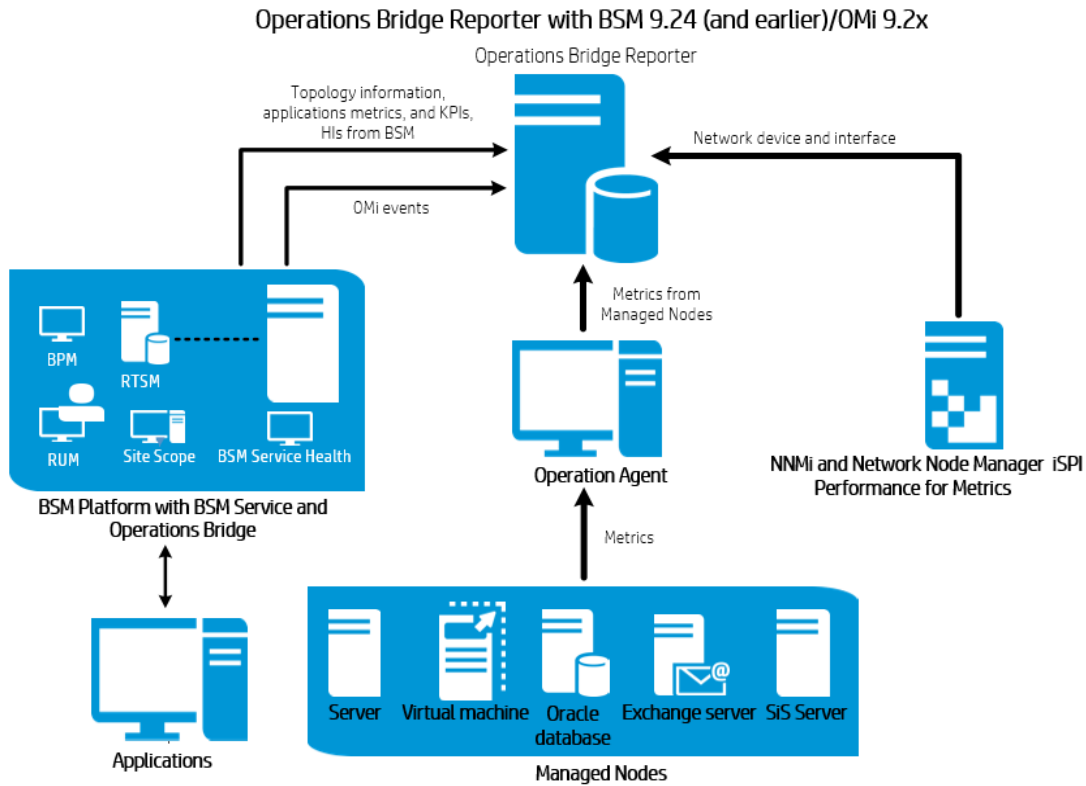 Operations Bridge Reporter with BSM 9.24 (and earlier)/OMi 9.2x
Operations Bridge Reporter
Topology information,
applications metrics, and KPIs,
HIs from BSM
Network device and interface
OMi events
Metrics from
Managed Nodes
BPM
RTSM
RUM
Site Scope
BSM Service Health
BSM Platform with BSM Service and
Operations Bridge
Operation Agent
NNMi and Network Node Manager iSPI
Performance for Metrics
Metrics
Applications
Server
Virtual machine
Oracle
database
@
Exchange server
SiS Server
Managed Nodes